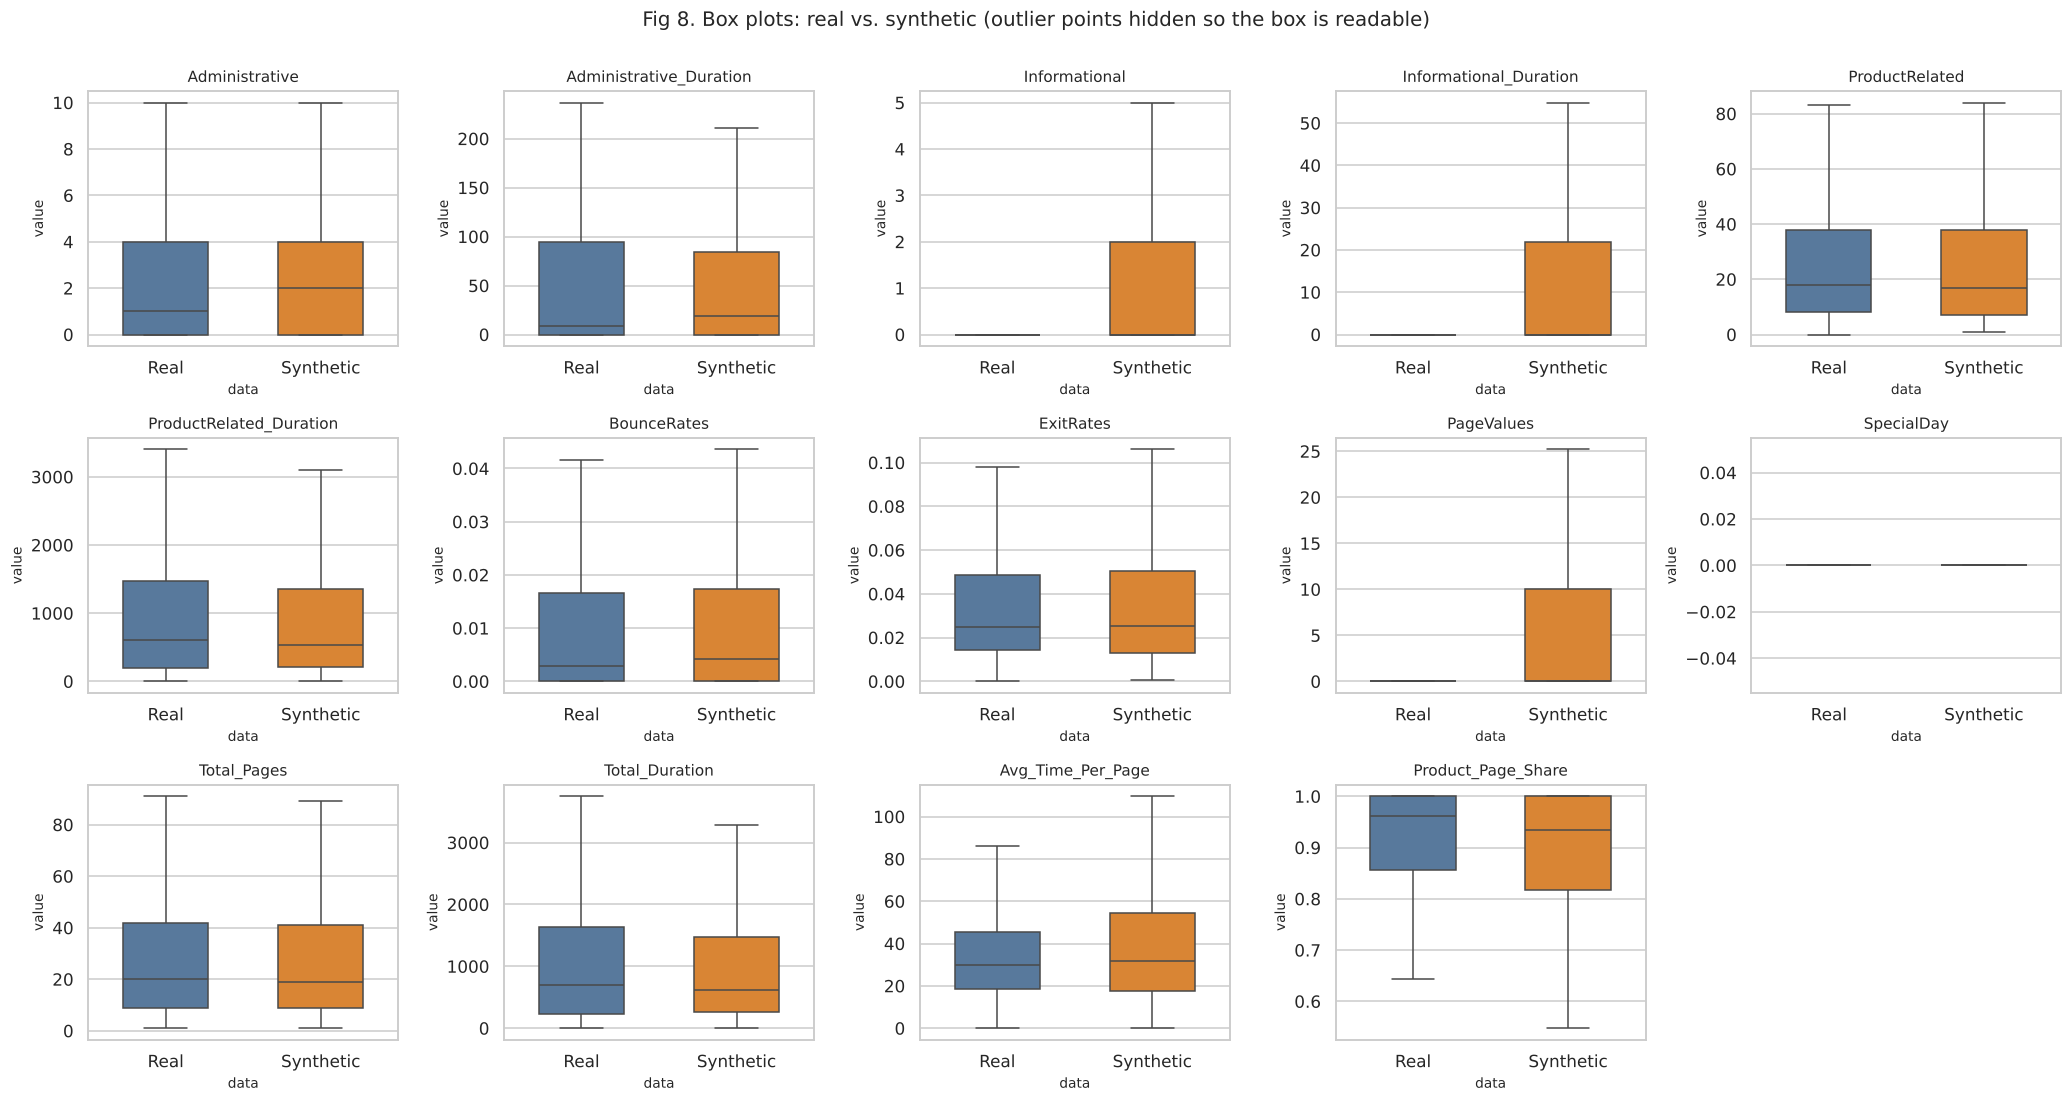 Fig 8. Box plots: real vs. synthetic (outlier points hidden so the box is readable)
Administrative
10
8
6
4
2
0
value
Real Synthetic
data
Administrative_Duration
200
150
100
50
0
value
Real Synthetic
data
Informational
5
4
3
2
1
0
value
Real Synthetic
data
Informational_Duration
50
40
30
20
10
0
value
Real Synthetic
data
ProductRelated
80
60
40
20
0
value
Real Synthetic
data
ProductRelated_Duration
3000
2000
1000
0
value
Real Synthetic
data
BounceRates
0.04
0.03
0.02
0.01
0.00
value
Real Synthetic
data
ExitRates
0.10
0.08
0.06
0.04
0.02
0.00
value
Real Synthetic
data
PageValues
25
20
15
10
5
0
value
Real Synthetic
data
SpecialDay
0.04
0.02
0.00
−0.02
−0.04
value
Real Synthetic
data
Total_Pages
80
60
40
20
0
value
Real Synthetic
data
Total_Duration
3000
2000
1000
0
value
Real Synthetic
data
Avg_Time_Per_Page
100
80
60
40
20
0
value
Real Synthetic
data
Product_Page_Share
1.0
0.9
0.8
0.7
0.6
value
Real Synthetic
data